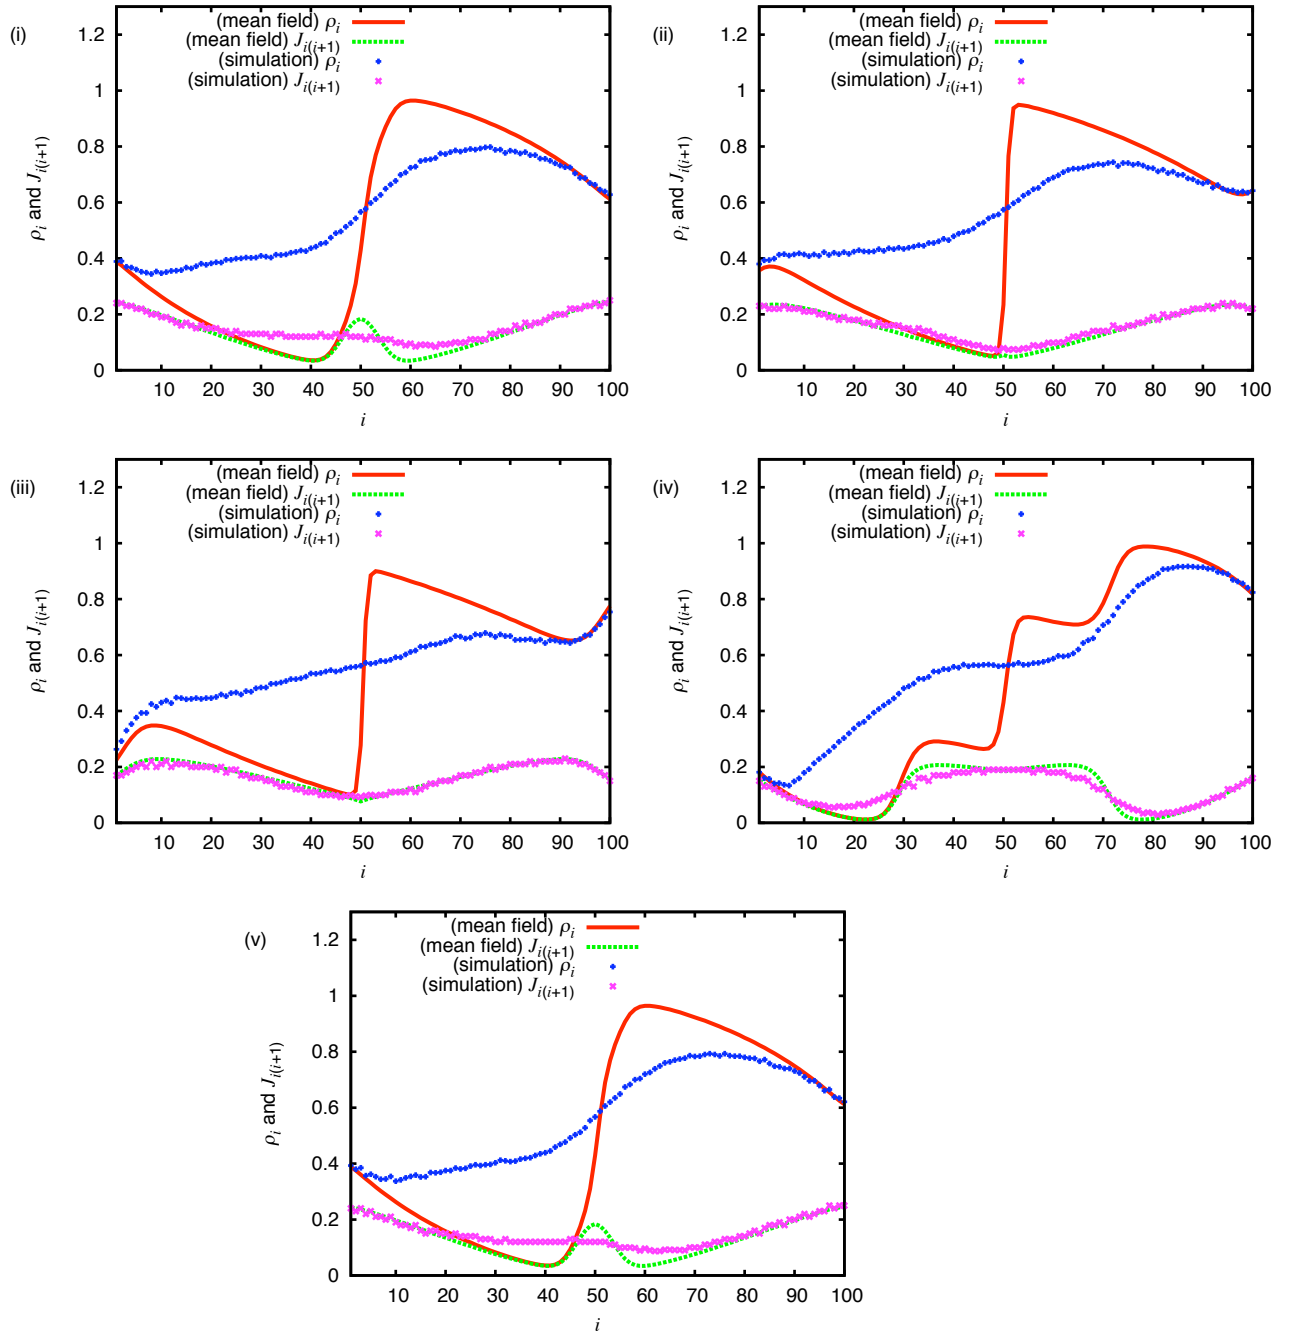 (i)
(mean field) ρi
(mean field) Ji(i+1)
(simulation) ρi
(simulation) Ji(i+1)
1.2
1
0.8
0.6
0.4
0.2
0
ρi and Ji(i+1)
10 20 30 40 50 60 70 80 90 100
i
(ii)
(mean field) ρi
(mean field) Ji(i+1)
(simulation) ρi
(simulation) Ji(i+1)
1.2
1
0.8
0.6
0.4
0.2
0
ρi and Ji(i+1)
10 20 30 40 50 60 70 80 90 100
i
(iii)
(mean field) ρi
(mean field) Ji(i+1)
(simulation) ρi
(simulation) Ji(i+1)
1.2
1
0.8
0.6
0.4
0.2
0
ρi and Ji(i+1)
10 20 30 40 50 60 70 80 90 100
i
(iv)
(mean field) ρi
(mean field) Ji(i+1)
(simulation) ρi
(simulation) Ji(i+1)
1.2
1
0.8
0.6
0.4
0.2
0
ρi and Ji(i+1)
10 20 30 40 50 60 70 80 90 100
i
(v)
(mean field) ρi
(mean field) Ji(i+1)
(simulation) ρi
(simulation) Ji(i+1)
1.2
1
0.8
0.6
0.4
0.2
0
ρi and Ji(i+1)
10 20 30 40 50 60 70 80 90 100
i